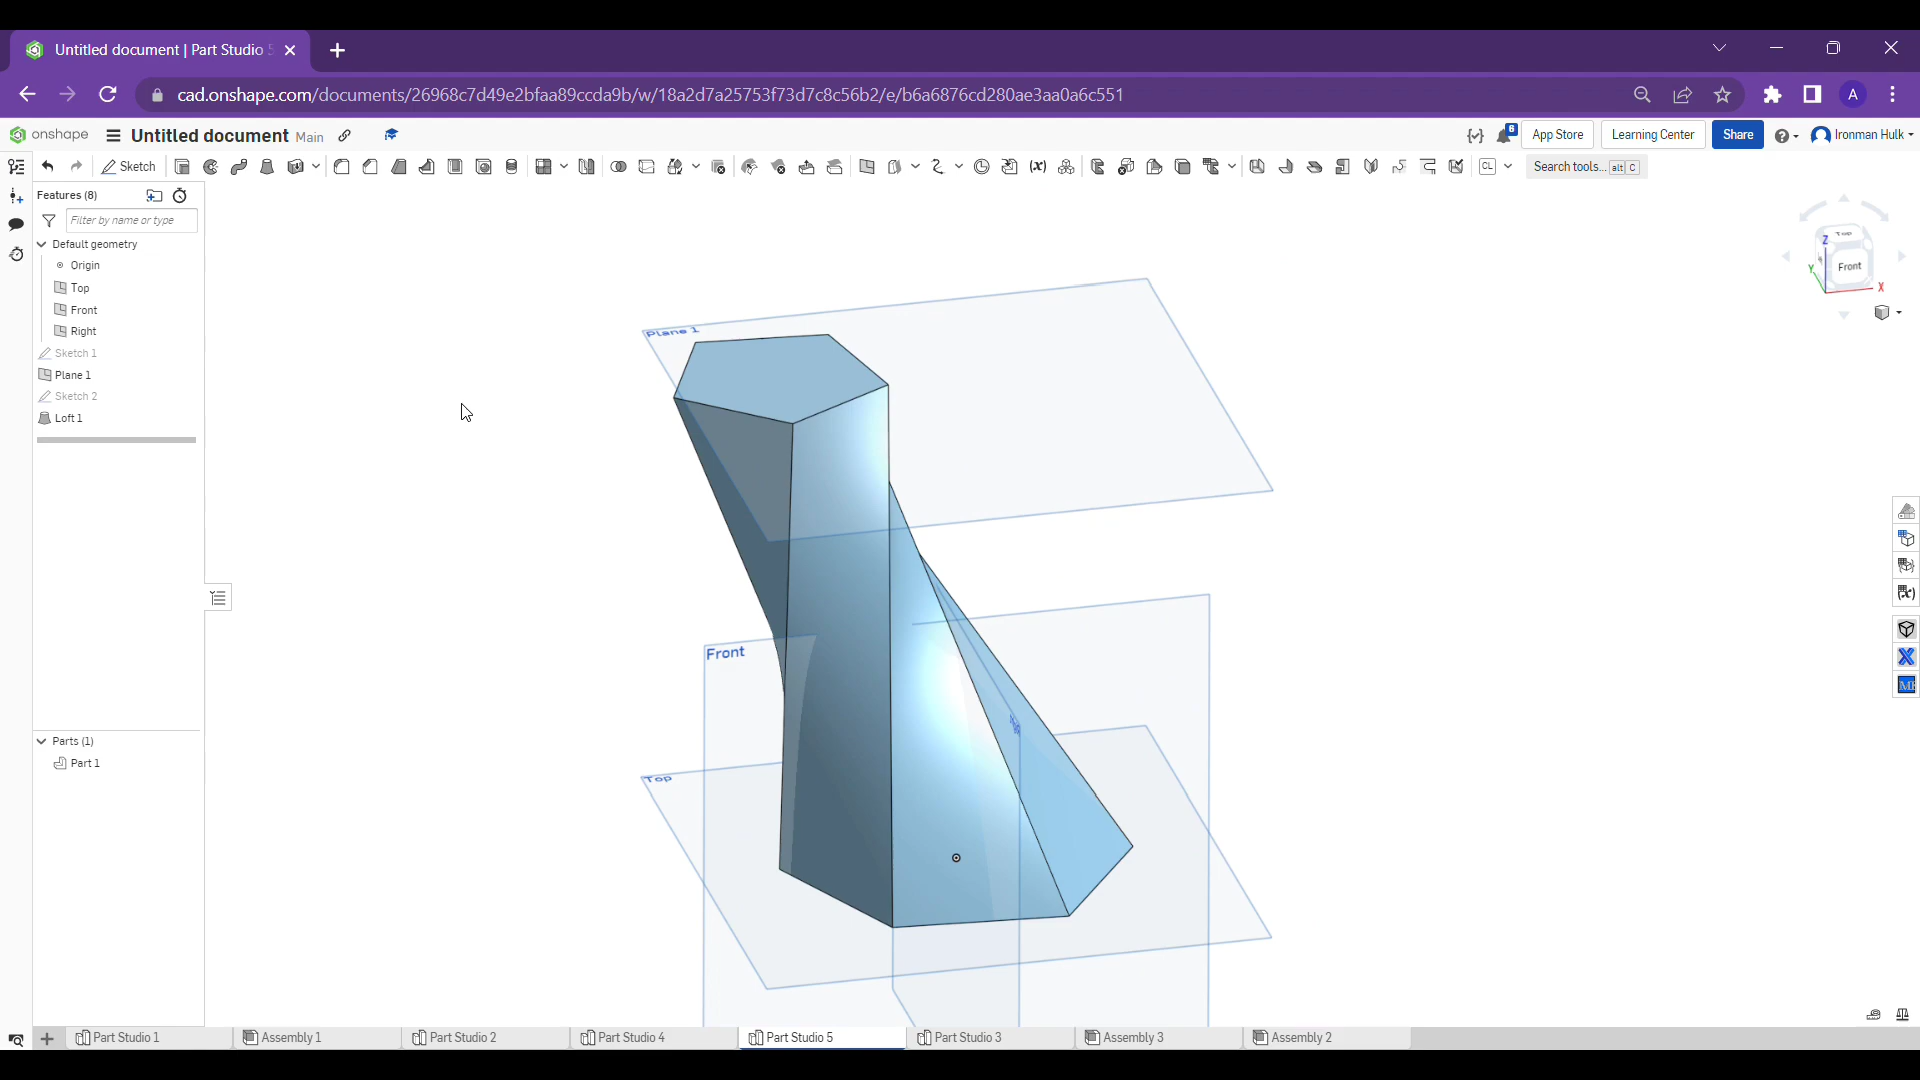 Untitled document | Part Studio 5
cad.onshape.com/documents/26968c7d49e2bfaa89ccda9b/w/18a2d7a25753f73d7c8c56b2/e/b6a6876cd280ae3aa0a6c551
A
onshape
Untitled document Main
6
App Store
Learning Center
Share
Ironman Hulk
Sketch
CL
Search tools... alt C
Features (8)
Filter by name or type
Default geometry
Origin
Top
Front
Right
Sketch 1
Plane 1
Sketch 2
Loft 1
Parts (1)
Part 1
Plane 1
Front
Top
Top
Front
Z
Y
X
Part Studio 1
Assembly 1
Part Studio 2
Part Studio 4
Part Studio 5
Part Studio 3
Assembly 3
Assembly 2